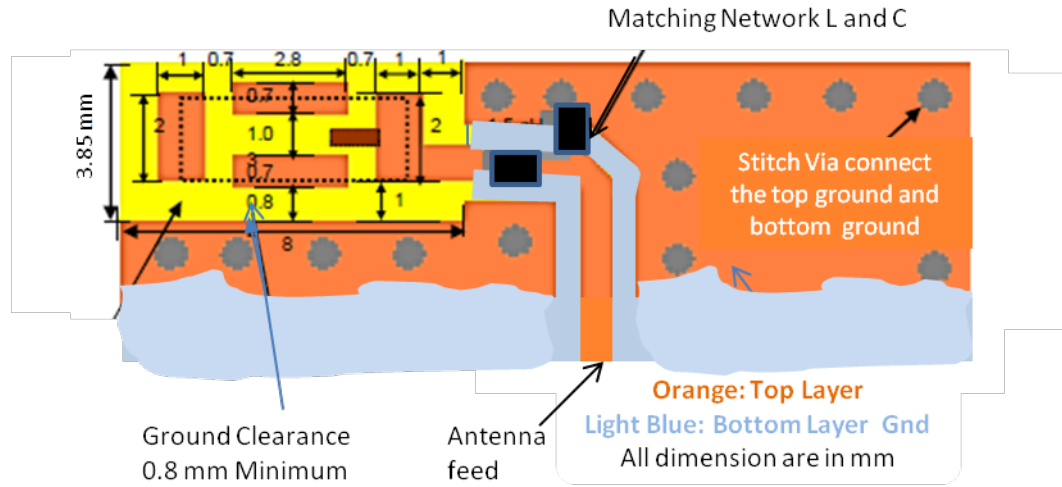 Matching Network L and C
1 0.7 2.8 0.7 1 1
0.7
3.85 mm
2
1.0
2
3
0.7
0.8
1
8
Stitch Via connect
the top ground and
bottom ground
Orange: Top Layer
Light Blue: Bottom Layer Gnd
All dimension are in mm
Ground Clearance
0.8 mm Minimum
Antenna
feed